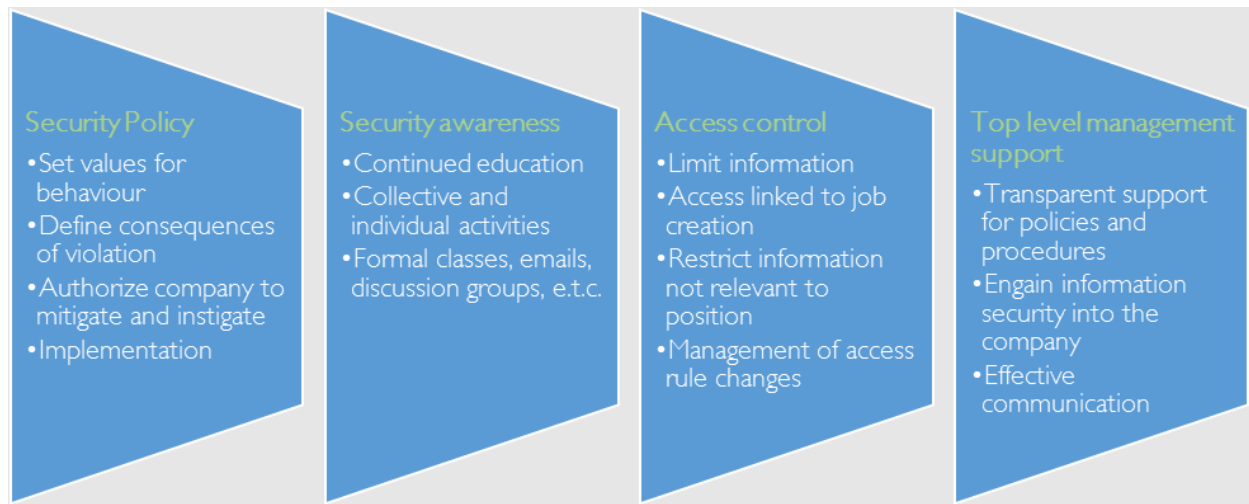 Security Policy
•Set values for
behaviour
•Define consequences
of violation
•Authorize company to
mitigate and instigate
•Implementation
Security awareness
•Continued education
•Collective and
individual activities
•Formal classes, emails,
discussion groups, e.t.c.
Access control
•Limit information
•Access linked to job
creation
•Restrict information
not relevant to
position
•Management of access
rule changes
Top level management
support
•Transparent support
for policies and
procedures
•Engain information
security into the
company
•Effective
communication